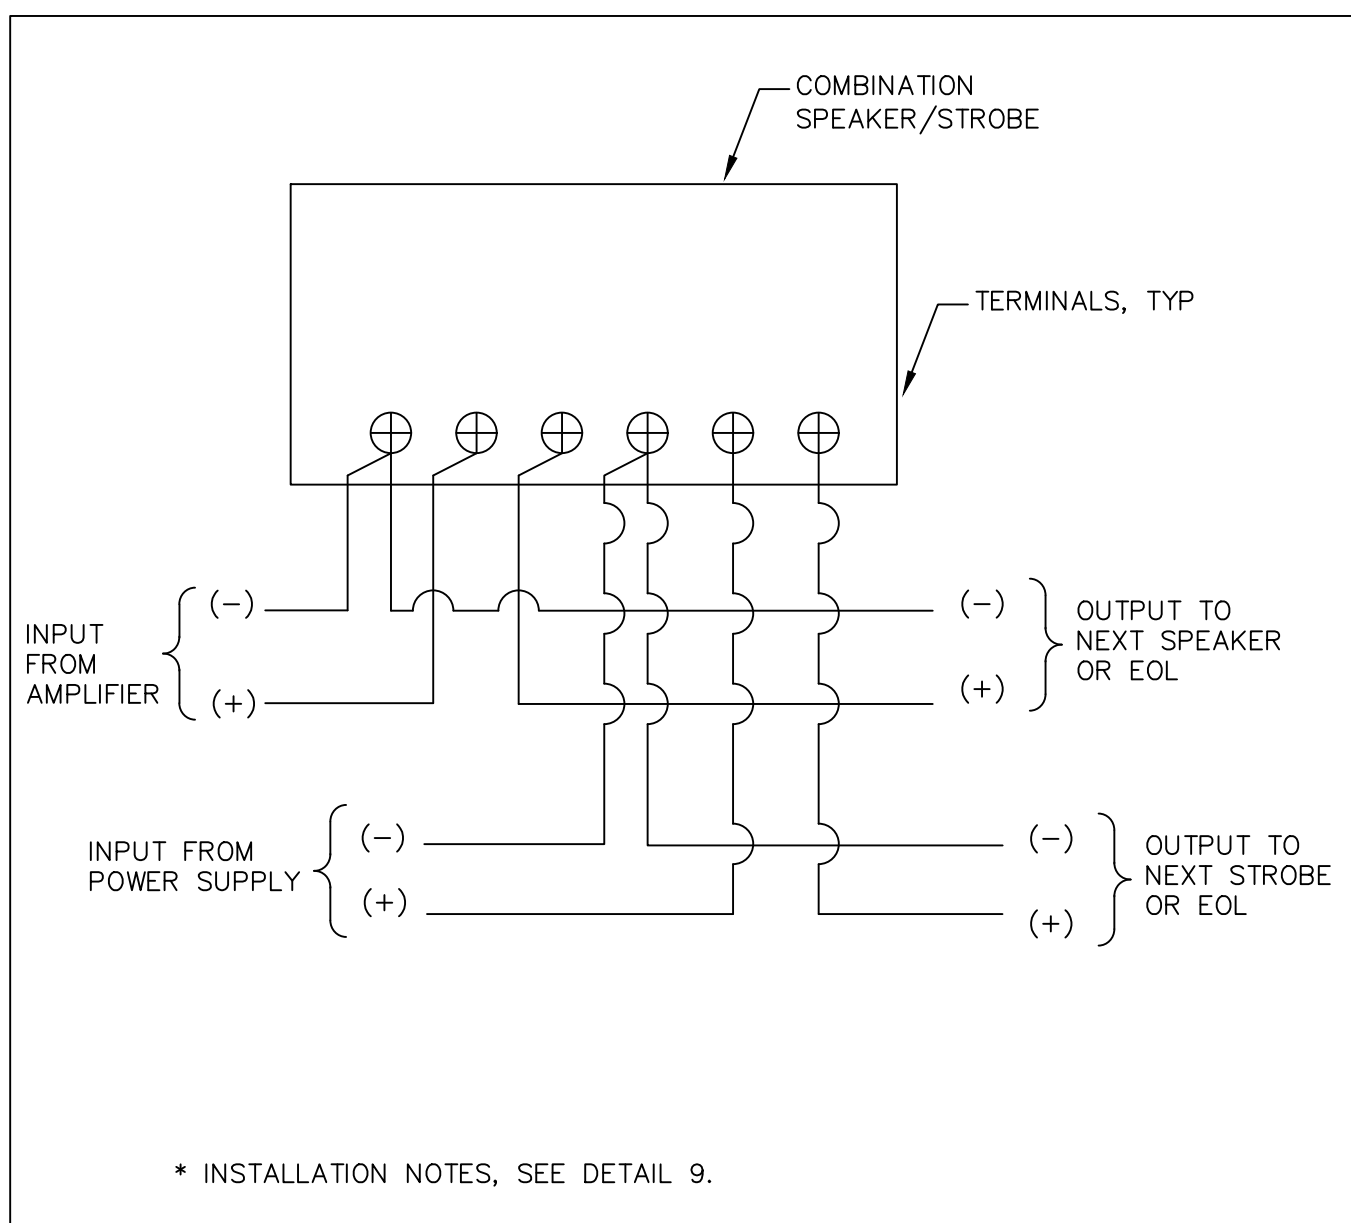 COMBINATION
SPEAKER/STROBE
TERMINALS, TYP
INPUT
FROM
AMPLIFIER
(-)
(+)
(-)
(+)
OUTPUT TO
NEXT SPEAKER
OR EOL
INPUT FROM
POWER SUPPLY
(-)
(+)
(-)
(+)
OUTPUT TO
NEXT STROBE
OR EOL
* INSTALLATION NOTES, SEE DETAIL 9.